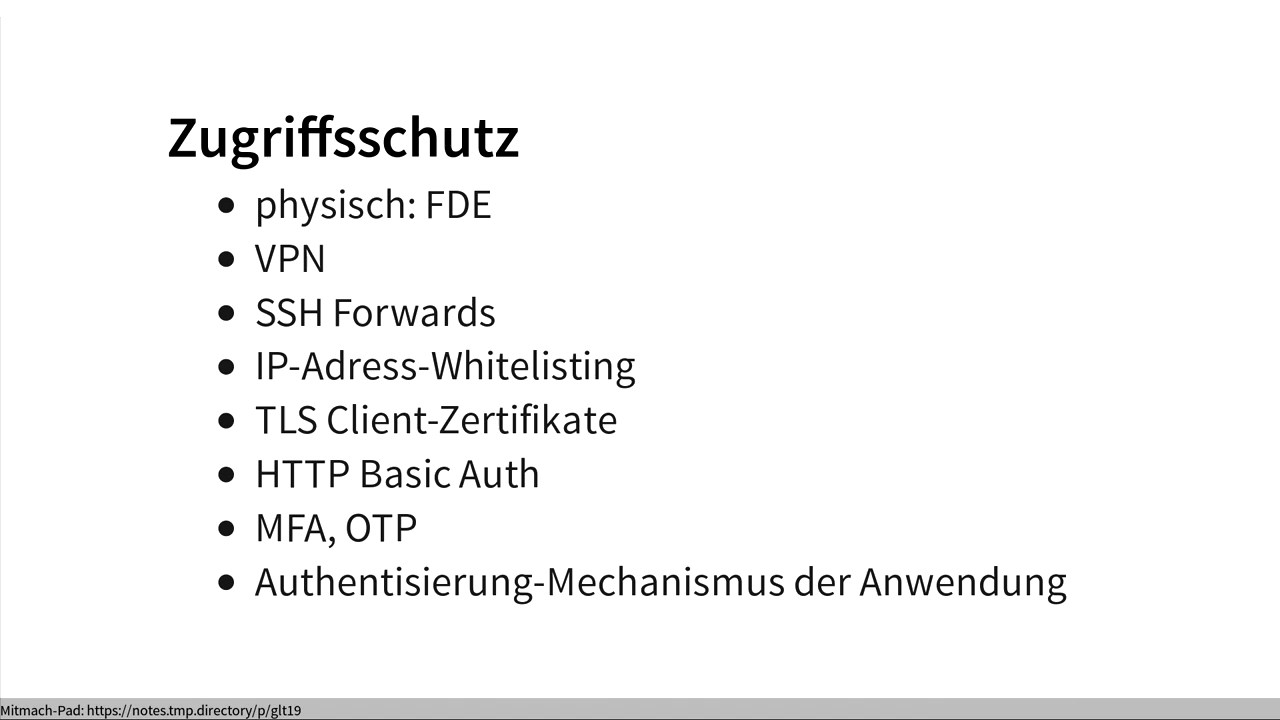 Zugriffsschutz
• physisch: FDE
• VPN
• SSH Forwards
• IP-Adress-Whitelisting
• TLS Client-Zertifikate
• HTTP Basic Auth
• MFA, OTP
• Authentisierung-Mechanismus der Anwendung
Mitmach-Pad: https://notes.tmp.directory/p/glt19